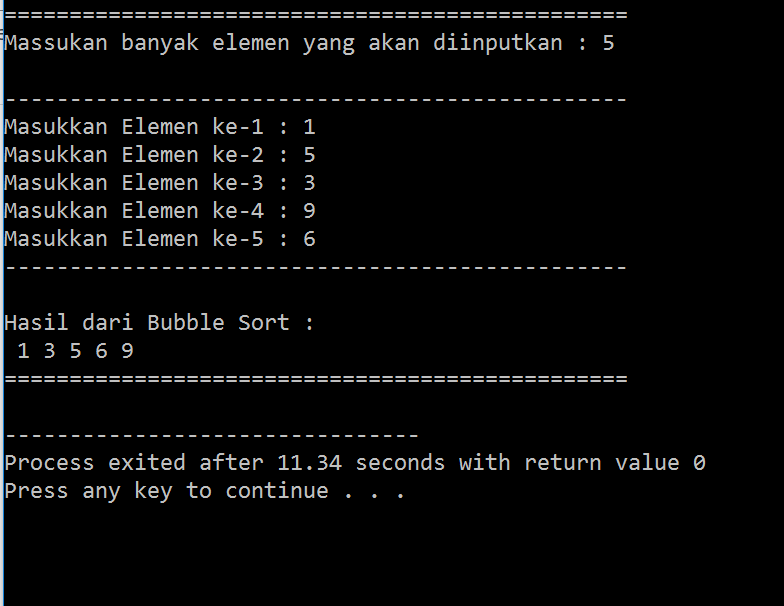 ================================================
Massukan banyak elemen yang akan diinputkan : 5
------------------------------------------------
Masukkan Elemen ke-1 : 1
Masukkan Elemen ke-2 : 5
Masukkan Elemen ke-3 : 3
Masukkan Elemen ke-4 : 9
Masukkan Elemen ke-5 : 6
------------------------------------------------
Hasil dari Bubble Sort :
1 3 5 6 9
================================================
--------------------------------
Process exited after 11.34 seconds with return value 0
Press any key to continue . . .